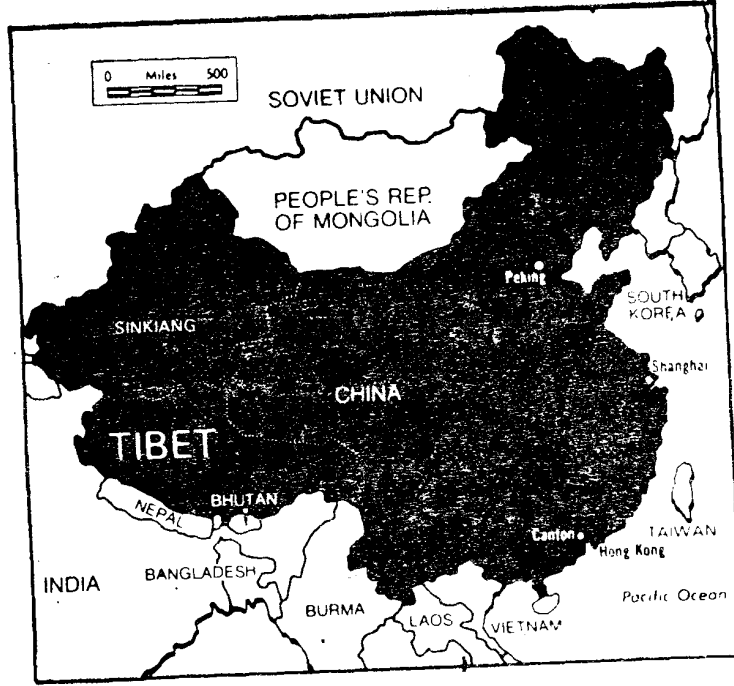 0 Miles 500
SOVIET UNION
PEOPLE'S REP.
OF MONGOLIA
Peking
SOUTH
KOREA
SINKIANG
Shanghai
CHINA
TIBET
BHUTAN
NEPAL
TAIWAN
Canton
Hong Kong
INDIA
BANGLADESH
BURMA
LAOS
VIETNAM
Pacific Ocean